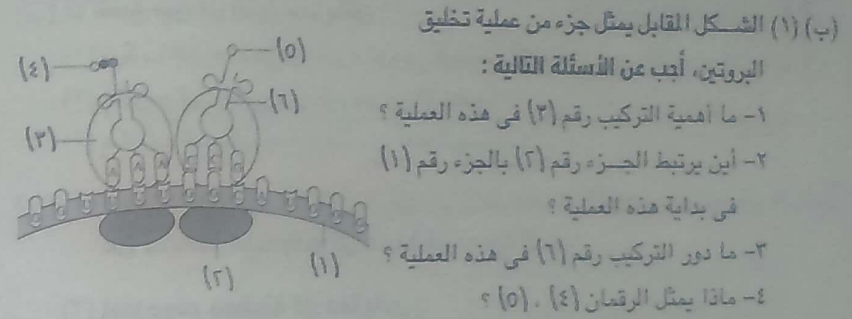 (ب) (١) الشكل المقابل يمثل جزء من عملية تخليق
البروتين، أجب عن الأسئلة التالية :
١- ما أهمية التركيب رقم (٣) فى هذه العملية ؟
٢- أين يرتبط الجزء رقم (٢) بالجزء رقم (١)
فى بداية هذه العملية ؟
٣- ما دور التركيب رقم (٦) فى هذه العملية ؟
٤- ماذا يمثل الرقمان (٤) ، (٥) ؟
(٥)
(٤)
(٦)
(٣)
(١)
(٢)